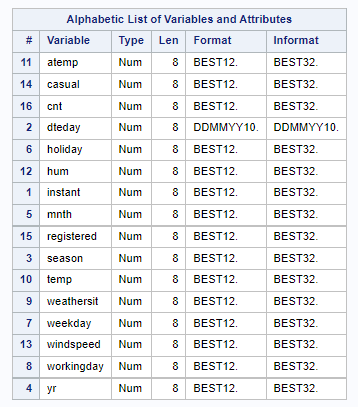 Alphabetic List of Variables and Attributes
# Variable Type Len Format Informat
11 atemp Num 8 BEST12. BEST32.
14 casual Num 8 BEST12. BEST32.
16 cnt Num 8 BEST12. BEST32.
2 dteday Num 8 DDMMYY10. DDMMYY10.
6 holiday Num 8 BEST12. BEST32.
12 hum Num 8 BEST12. BEST32.
1 instant Num 8 BEST12. BEST32.
5 mnth Num 8 BEST12. BEST32.
15 registered Num 8 BEST12. BEST32.
3 season Num 8 BEST12. BEST32.
10 temp Num 8 BEST12. BEST32.
9 weathersit Num 8 BEST12. BEST32.
7 weekday Num 8 BEST12. BEST32.
13 windspeed Num 8 BEST12. BEST32.
8 workingday Num 8 BEST12. BEST32.
4 yr Num 8 BEST12. BEST32.